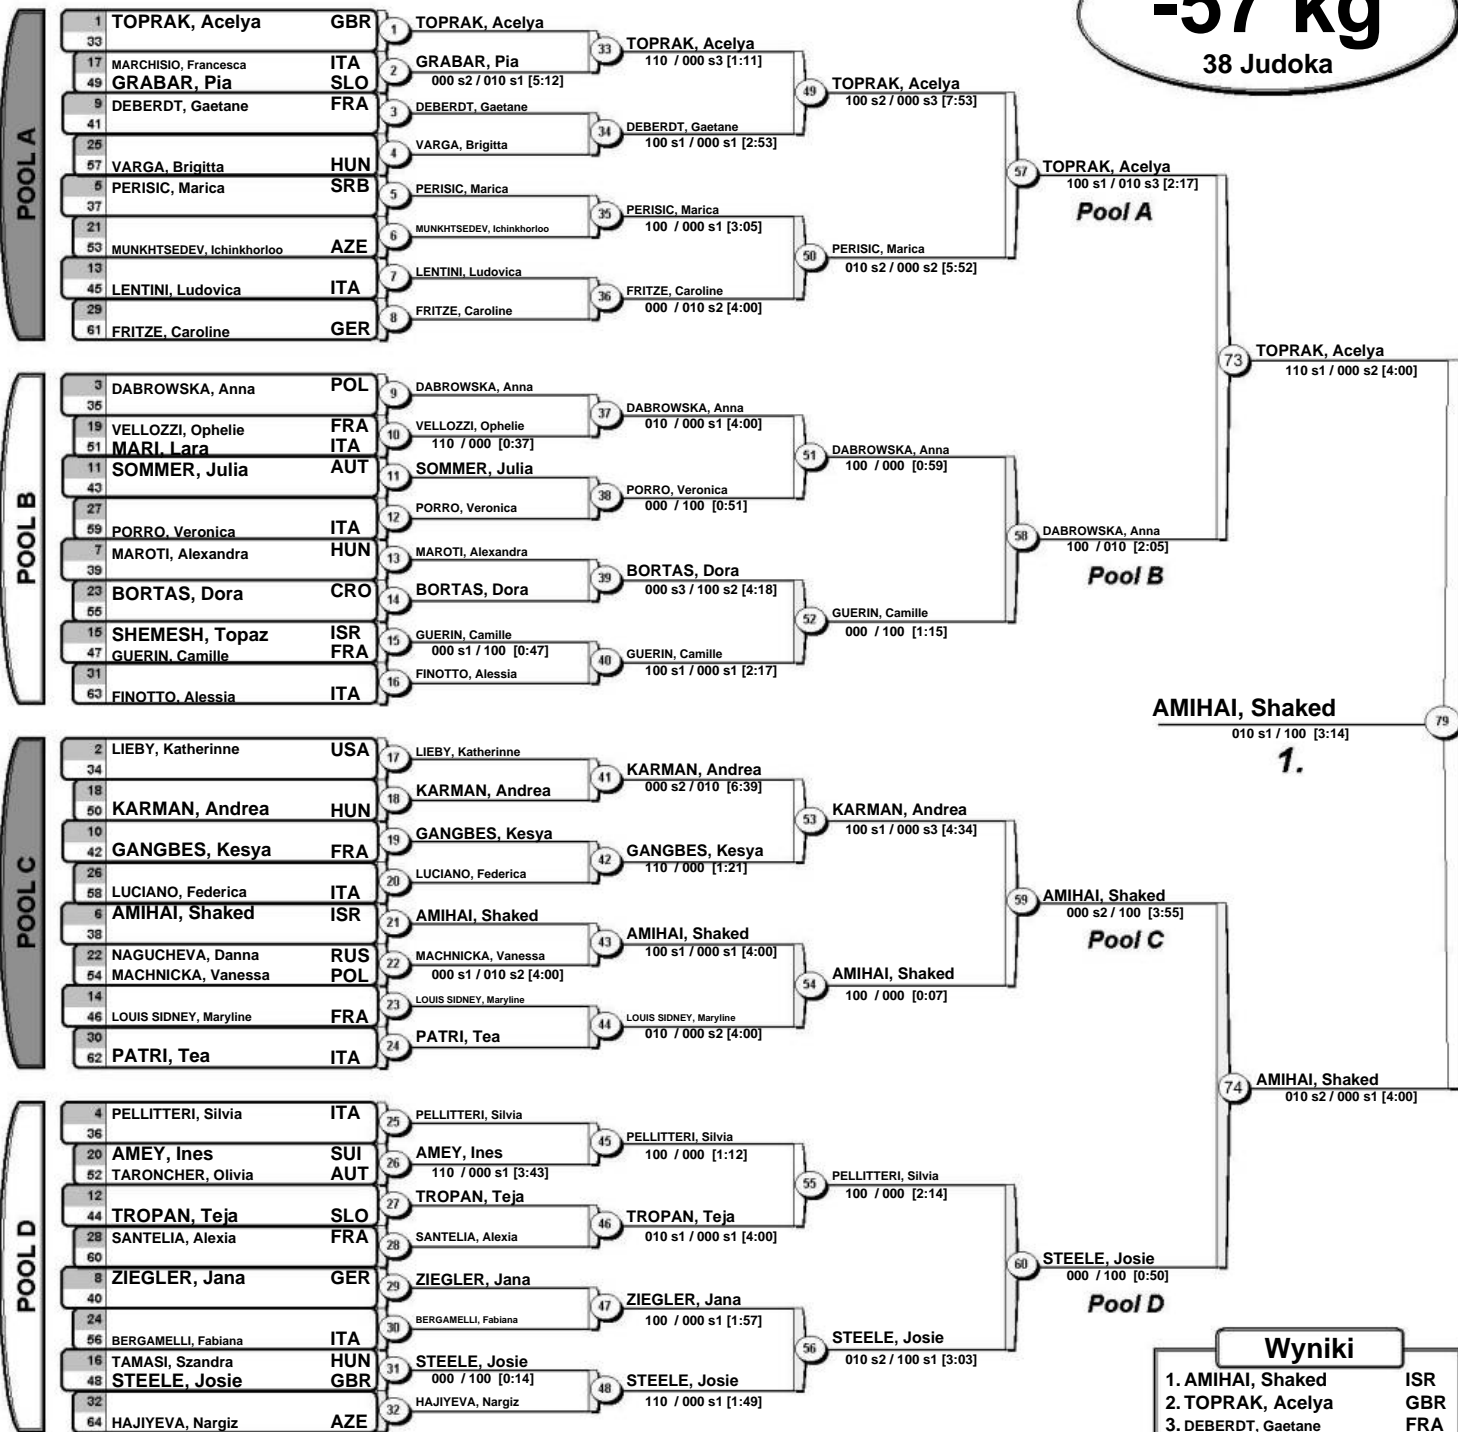 -57 kg
38 Judoka
POOL A
1 TOPRAK, Acelya GBR
33
17 MARCHISIO, Francesca ITA
49 GRABAR, Pia SLO
9 DEBERDT, Gaetane FRA
41
25
57 VARGA, Brigitta HUN
5 PERISIC, Marica SRB
37
21
53 MUNKHTSEDEV, Ichinkhorloo AZE
13
45 LENTINI, Ludovica ITA
29
61 FRITZE, Caroline GER
1 TOPRAK, Acelya
2 GRABAR, Pia
000 s2 / 010 s1 [5:12]
3 DEBERDT, Gaetane
4 VARGA, Brigitta
5 PERISIC, Marica
6 MUNKHTSEDEV, Ichinkhorloo
7 LENTINI, Ludovica
8 FRITZE, Caroline
33 TOPRAK, Acelya
110 / 000 s3 [1:11]
34 DEBERDT, Gaetane
100 s1 / 000 s1 [2:53]
35 PERISIC, Marica
100 / 000 s1 [3:05]
36 FRITZE, Caroline
000 / 010 s2 [4:00]
49 TOPRAK, Acelya
100 s2 / 000 s3 [7:53]
50 PERISIC, Marica
010 s2 / 000 s2 [5:52]
57 TOPRAK, Acelya
100 s1 / 010 s3 [2:17]
Pool A
POOL B
3 DABROWSKA, Anna POL
35
19 VELLOZZI, Ophelie FRA
51 MARI, Lara ITA
11 SOMMER, Julia AUT
43
27
59 PORRO, Veronica ITA
7 MAROTI, Alexandra HUN
39
23 BORTAS, Dora CRO
55
15 SHEMESH, Topaz ISR
47 GUERIN, Camille FRA
31
63 FINOTTO, Alessia ITA
9 DABROWSKA, Anna
10 VELLOZZI, Ophelie
110 / 000 [0:37]
11 SOMMER, Julia
12 PORRO, Veronica
13 MAROTI, Alexandra
14 BORTAS, Dora
15 GUERIN, Camille
000 s1 / 100 [0:47]
16 FINOTTO, Alessia
37 DABROWSKA, Anna
010 / 000 s1 [4:00]
38 PORRO, Veronica
000 / 100 [0:51]
39 BORTAS, Dora
000 s3 / 100 s2 [4:18]
40 GUERIN, Camille
100 s1 / 000 s1 [2:17]
51 DABROWSKA, Anna
100 / 000 [0:59]
52 GUERIN, Camille
000 / 100 [1:15]
58 DABROWSKA, Anna
100 / 010 [2:05]
Pool B
73 TOPRAK, Acelya
110 s1 / 000 s2 [4:00]
AMIHAI, Shaked 79
010 s1 / 100 [3:14]
1.
POOL C
2 LIEBY, Katherinne USA
34
18
50 KARMAN, Andrea HUN
10
42 GANGBES, Kesya FRA
26
58 LUCIANO, Federica ITA
6 AMIHAI, Shaked ISR
38
22 NAGUCHEVA, Danna RUS
54 MACHNICKA, Vanessa POL
14
46 LOUIS SIDNEY, Maryline FRA
30
62 PATRI, Tea ITA
17 LIEBY, Katherinne
18 KARMAN, Andrea
19 GANGBES, Kesya
20 LUCIANO, Federica
21 AMIHAI, Shaked
22 MACHNICKA, Vanessa
000 s1 / 010 s2 [4:00]
23 LOUIS SIDNEY, Maryline
24 PATRI, Tea
41 KARMAN, Andrea
000 s2 / 010 [6:39]
42 GANGBES, Kesya
110 / 000 [1:21]
43 AMIHAI, Shaked
100 s1 / 000 s1 [4:00]
44 LOUIS SIDNEY, Maryline
010 / 000 s2 [4:00]
53 KARMAN, Andrea
100 s1 / 000 s3 [4:34]
54 AMIHAI, Shaked
100 / 000 [0:07]
59 AMIHAI, Shaked
000 s2 / 100 [3:55]
Pool C
POOL D
4 PELLITTERI, Silvia ITA
36
20 AMEY, Ines SUI
52 TARONCHER, Olivia AUT
12
44 TROPAN, Teja SLO
28 SANTELIA, Alexia FRA
60
8 ZIEGLER, Jana GER
40
24
56 BERGAMELLI, Fabiana ITA
16 TAMASI, Szandra HUN
48 STEELE, Josie GBR
32
64 HAJIYEVA, Nargiz AZE
25 PELLITTERI, Silvia
26 AMEY, Ines
110 / 000 s1 [3:43]
27 TROPAN, Teja
28 SANTELIA, Alexia
29 ZIEGLER, Jana
30 BERGAMELLI, Fabiana
31 STEELE, Josie
000 / 100 [0:14]
32 HAJIYEVA, Nargiz
45 PELLITTERI, Silvia
100 / 000 [1:12]
46 TROPAN, Teja
010 s1 / 000 s1 [4:00]
47 ZIEGLER, Jana
100 / 000 s1 [1:57]
48 STEELE, Josie
110 / 000 s1 [1:49]
55 PELLITTERI, Silvia
100 / 000 [2:14]
56 STEELE, Josie
010 s2 / 100 s1 [3:03]
60 STEELE, Josie
000 / 100 [0:50]
Pool D
74 AMIHAI, Shaked
010 s2 / 000 s1 [4:00]
Wyniki
1. AMIHAI, Shaked ISR
2. TOPRAK, Acelya GBR
3. DEBERDT, Gaetane FRA